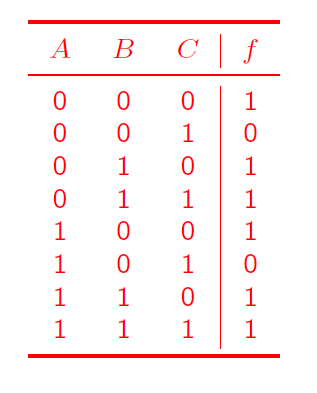 A B C f
0 0 0 1
0 0 1 0
0 1 0 1
0 1 1 1
1 0 0 1
1 0 1 0
1 1 0 1
1 1 1 1